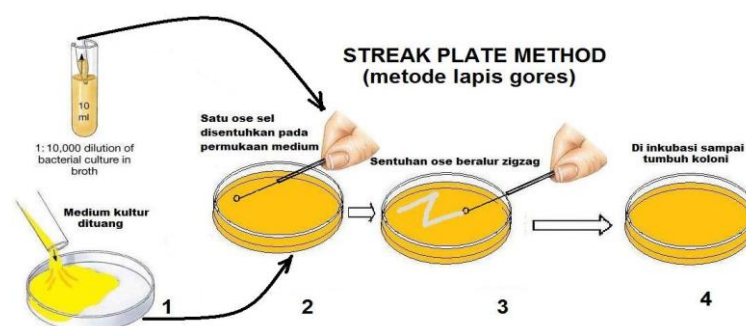 STREAK PLATE METHOD
(metode lapis gores)
10
ml
1: 10,000 dilution of
bacterial culture in
broth
Medium kultur
dituang
1
Satu ose sel
disentuhkan pada
permukaan medium
2
Sentuhan ose beralur zigzag
3
Di inkubasi sampai
tumbuh koloni
4